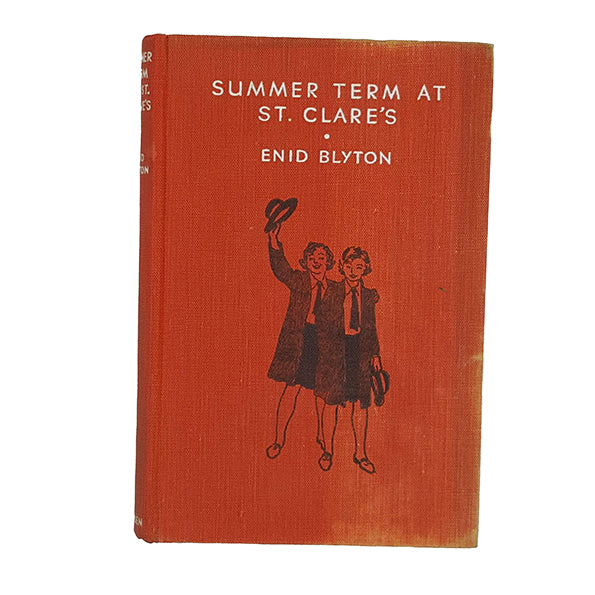 SUMMER TERM AT
ST. CLARE'S
•
ENID BLYTON